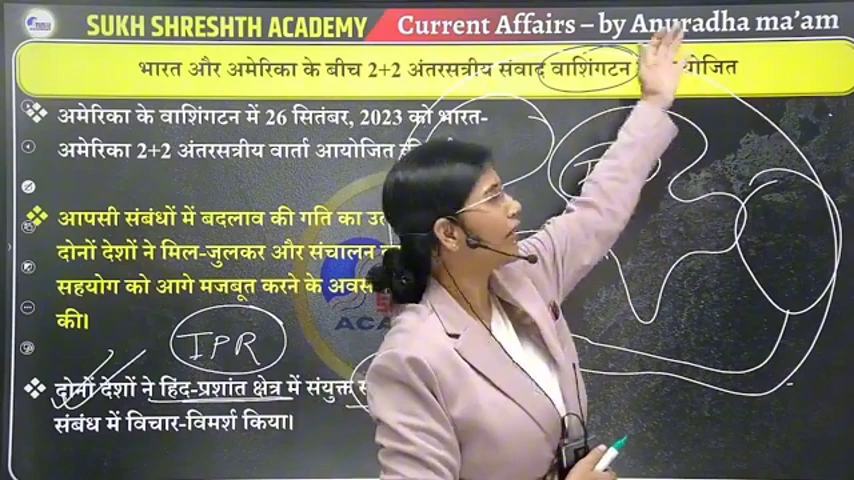 SUKH SHRESHTH ACADEMY
Current Affairs – by Anuradha ma'am
भारत और अमेरिका के बीच 2+2 अंतरसत्रीय संवाद वाशिंगटन
अमेरिका के वाशिंगटन में 26 सितंबर, 2023 को भारत-
अमेरिका 2+2 अंतरसत्रीय वार्ता आयोजित
आपसी संबंधों में बदलाव की गति का
दोनों देशों ने मिल-जुलकर और संचालन
सहयोग को आगे मजबूत करने के
की।
IPR
दोनों देशों ने हिंद-प्रशांत क्षेत्र में संयुक्त
संबंध में विचार-विमर्श किया।